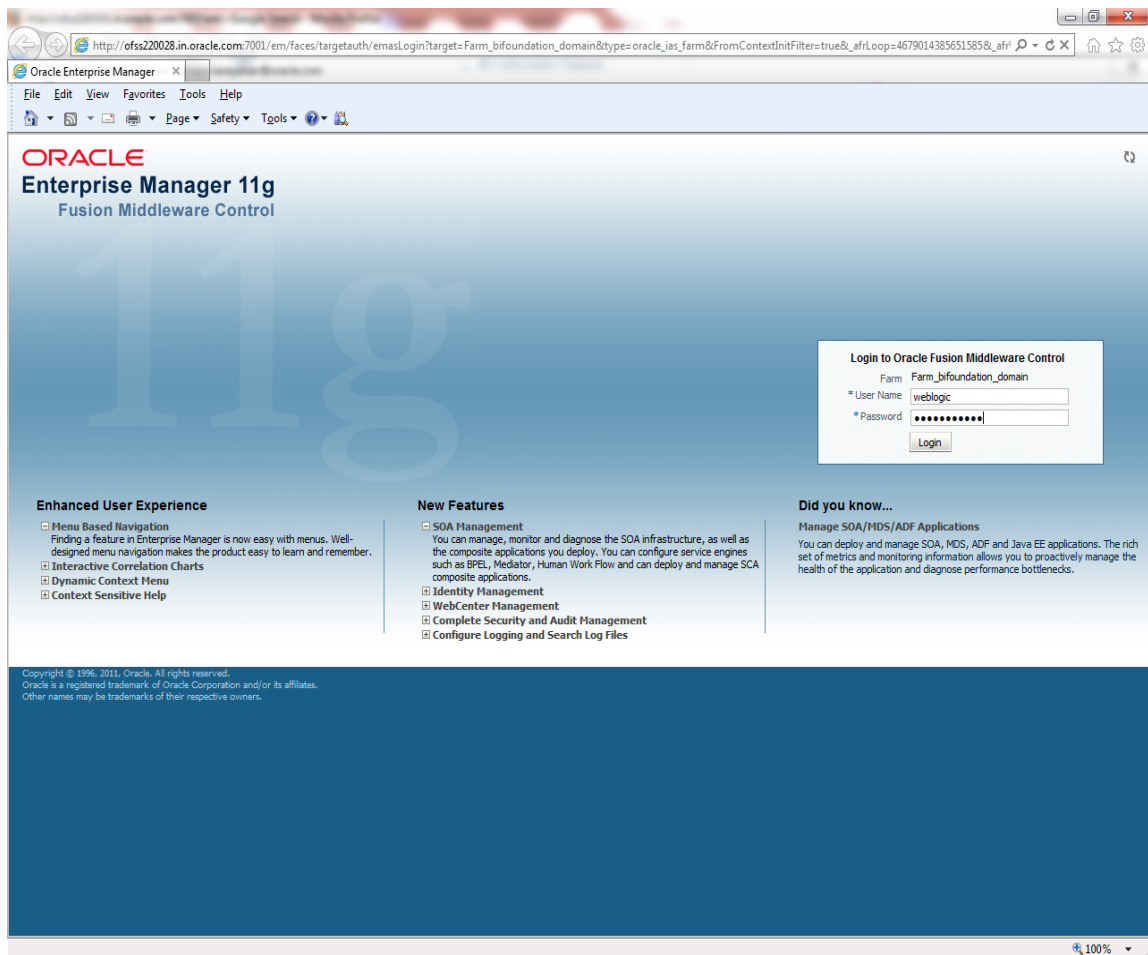 http://ofss220028.in.oracle.com:7001/em/faces/targetauth/emasLogin?target=Farm_bifoundation_domain&type=oracle_ias_farm&FromContextInitFilter=true&_afrLoop=4679014385651585&_afr
Oracle Enterprise Manager
File Edit View Favorites Tools Help
Page Safety Tools
ORACLE
Enterprise Manager 11g
Fusion Middleware Control
11g
Login to Oracle Fusion Middleware Control
Farm Farm_bifoundation_domain
* User Name weblogic
* Password •••••••••••
Login
Enhanced User Experience
Menu Based Navigation
Finding a feature in Enterprise Manager is now easy with menus. Well-
designed menu navigation makes the product easy to learn and remember.
Interactive Correlation Charts
Dynamic Context Menu
Context Sensitive Help
New Features
SOA Management
You can manage, monitor and diagnose the SOA infrastructure, as well as
the composite applications you deploy. You can configure service engines
such as BPEL, Mediator, Human Work Flow and can deploy and manage SCA
composite applications.
Identity Management
WebCenter Management
Complete Security and Audit Management
Configure Logging and Search Log Files
Did you know...
Manage SOA/MDS/ADF Applications
You can deploy and manage SOA, MDS, ADF and Java EE applications. The rich
set of metrics and monitoring information allows you to proactively manage the
health of the application and diagnose performance bottlenecks.
Copyright © 1996, 2011, Oracle. All rights reserved.
Oracle is a registered trademark of Oracle Corporation and/or its affiliates.
Other names may be trademarks of their respective owners.
100%